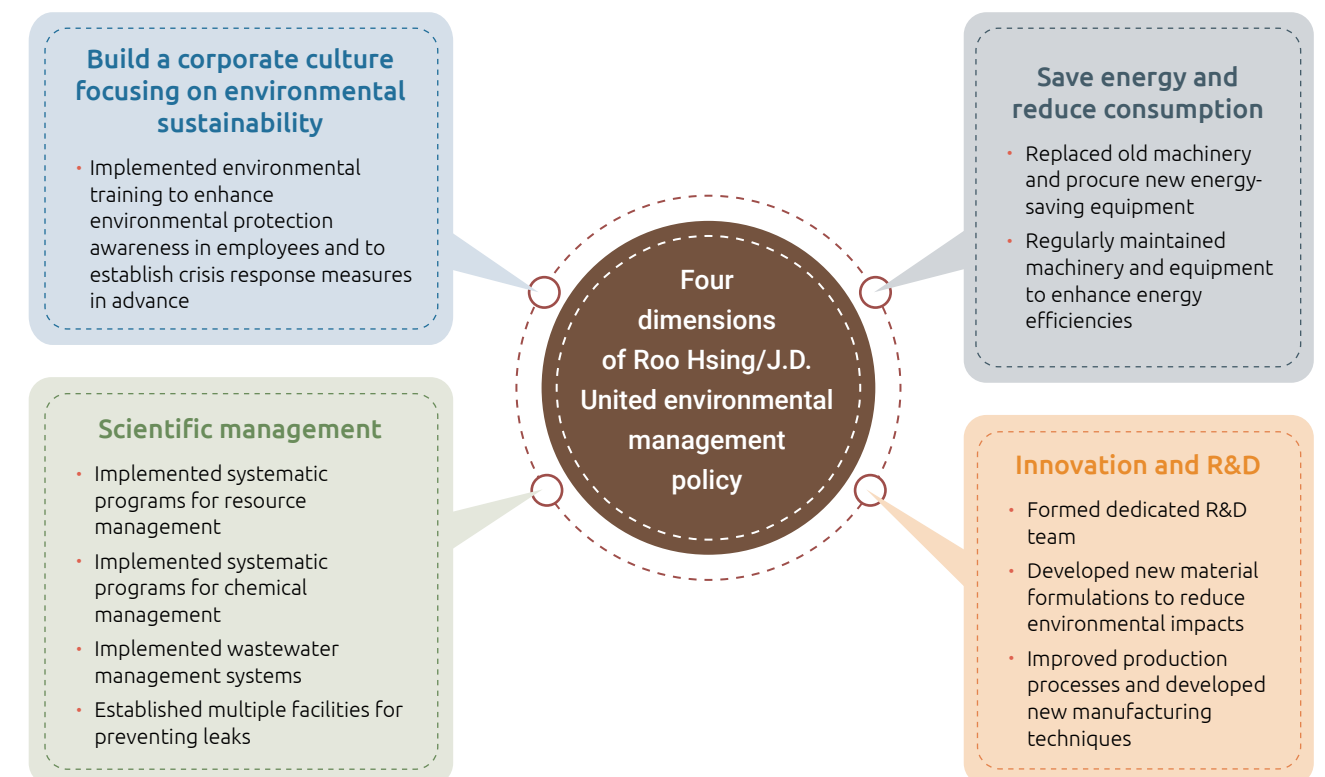 Build a corporate culture
focusing on environmental
sustainability
• Implemented environmental
training to enhance
environmental protection
awareness in employees and to
establish crisis response measures
in advance
Save energy and
reduce consumption
• Replaced old machinery
and procure new energy-
saving equipment
• Regularly maintained
machinery and equipment
to enhance energy
efficiencies
Four
dimensions
of Roo Hsing/J.D.
United environmental
management
policy
Scientific management
• Implemented systematic
programs for resource
management
• Implemented systematic
programs for chemical
management
• Implemented wastewater
management systems
• Established multiple facilities for
preventing leaks
Innovation and R&D
• Formed dedicated R&D
team
• Developed new material
formulations to reduce
environmental impacts
• Improved production
processes and developed
new manufacturing
techniques